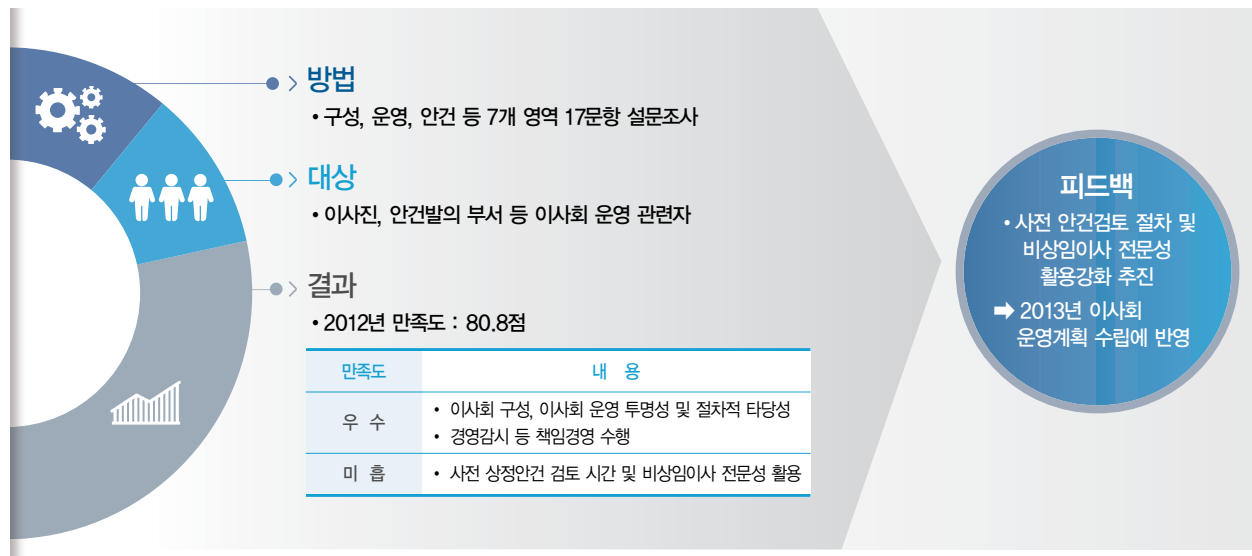 방법
• 구성, 운영, 안건 등 7개 영역 17문항 설문조사
대상
• 이사진, 안건발의 부서 등 이사회 운영 관련자
결과
• 2012년 만족도 : 80.8점
만족도 내 용
우 수
• 이사회 구성, 이사회 운영 투명성 및 절차적 타당성
• 경영감시 등 책임경영 수행
미 흡 • 사전 상정안건 검토 시간 및 비상임이사 전문성 활용
피드백
• 사전 안건검토 절차 및
비상임이사 전문성
활용강화 추진
➡ 2013년 이사회
운영계획 수립에 반영